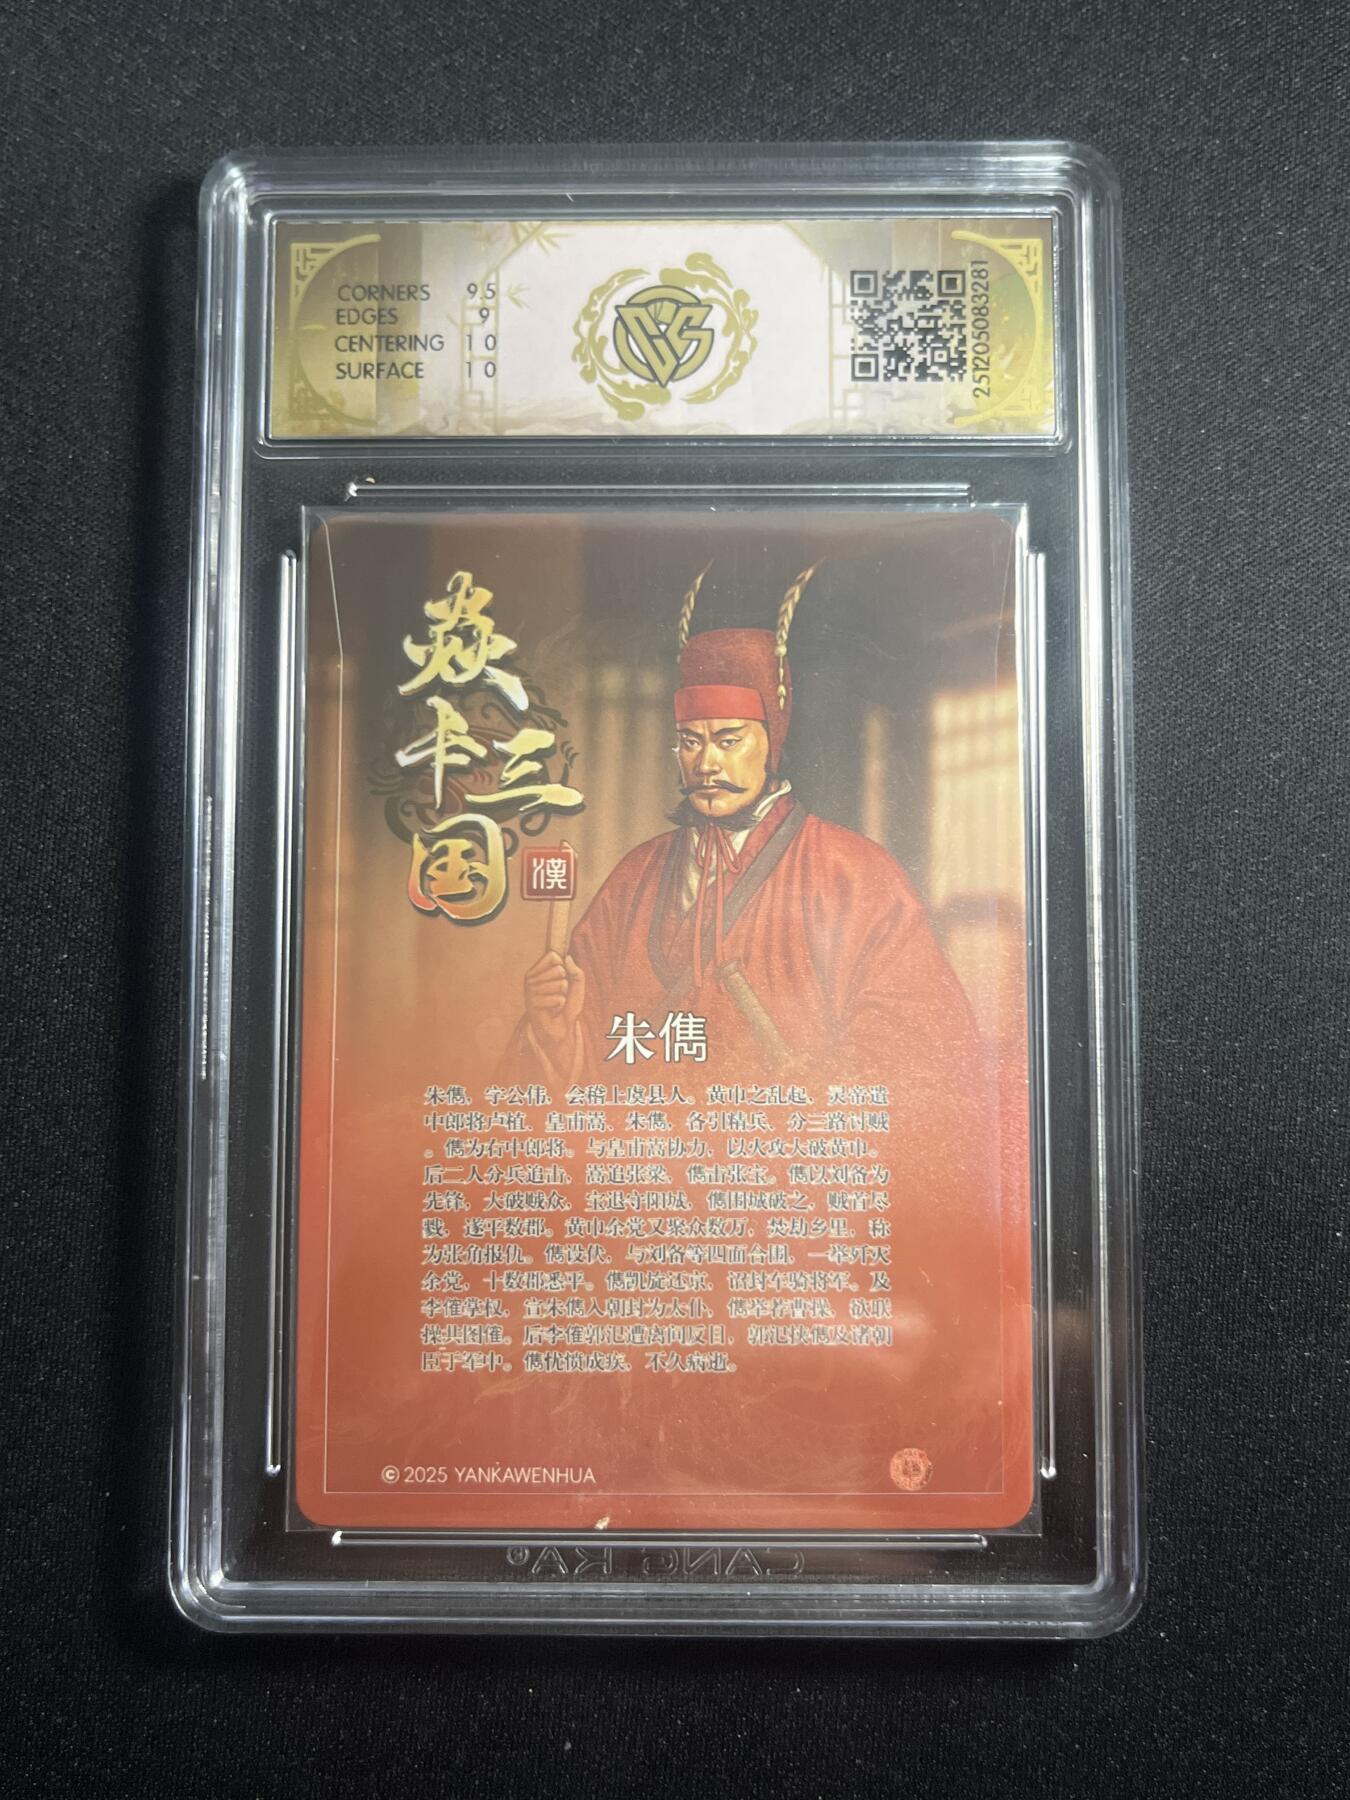 CORNERS 9.5
EDGES 9
CENTERING 10
SURFACE 10
CCS
251205083281
焱
卡三
国
漢
朱儁
朱儁，字公伟，会稽上虞县人。黄巾之乱起，灵帝遣
中郎将卢植、皇甫嵩、朱儁，各引精兵、分三路讨贼
。儁为右中郎将。与皇甫嵩协力，以火攻大破黄巾。
后二人分兵追击，嵩追张梁，儁击张宝。儁以刘备为
先锋，大破贼众，宝退守阳城，儁围城破之，贼首尽
戮，遂平数郡。黄巾余党又聚众数万，焚劫乡里，称
为张角报仇。儁设伏，与刘备等四面合围，一举歼灭
余党，十数郡悉平。儁凯旋还京，诏封车骑将军。及
李傕掌权，宣朱儁入朝封为太仆，儁举荐曹操，欲联
操共图傕。后李傕郭汜遭离间反目，郭汜挟儁及诸朝
臣于军中。儁忧愤成疾，不久病逝。
© 2025 YANKAWENHUA
CANG KA®